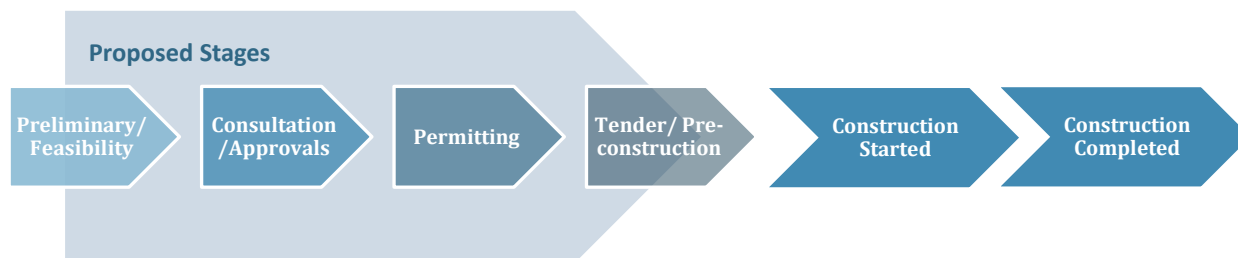 Proposed Stages
Preliminary/
Feasibility
Consultation
/Approvals
Permitting
Tender/ Pre-
construction
Construction
Started
Construction
Completed